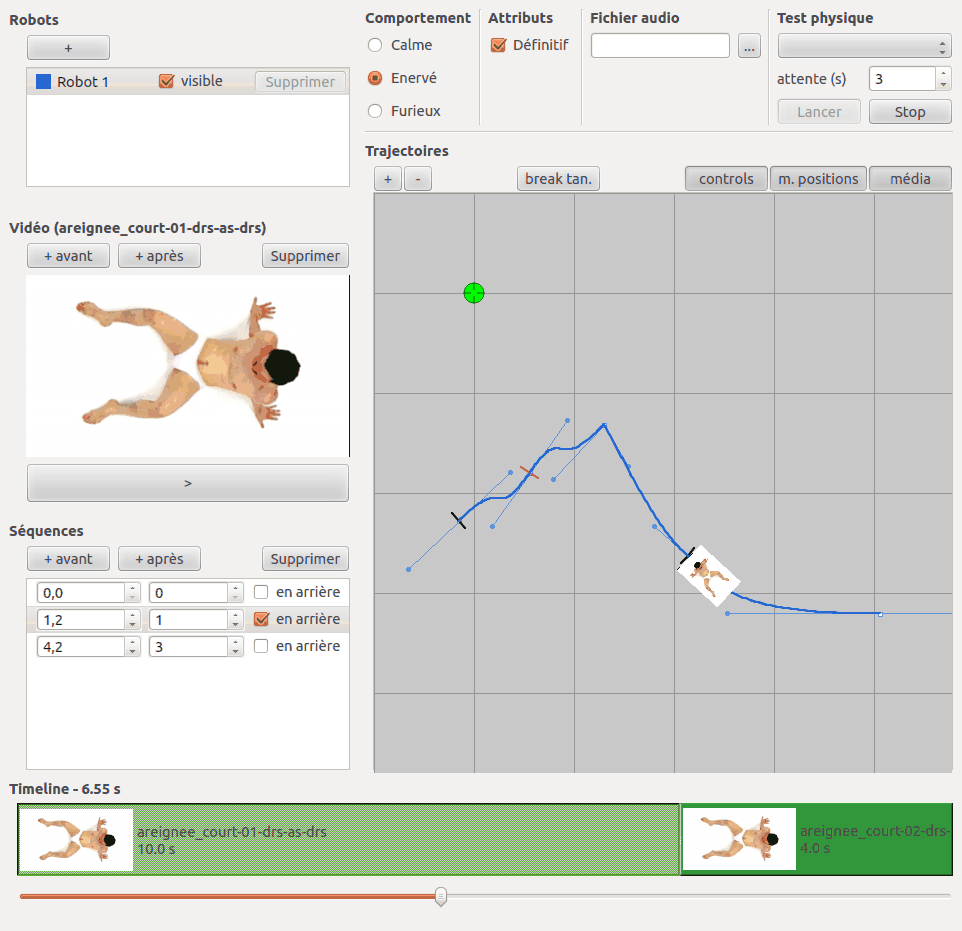 Robots
+
Robot 1 visible Supprimer
Vidéo (areignee_court-01-drs-as-drs)
+ avant + après Supprimer
>
Séquences
+ avant + après Supprimer
0,0 0 en arrière
1,2 1 en arrière
4,2 3 en arrière
Comportement
Calme
Enervé
Furieux
Attributs
Définitif
Fichier audio
...
Test physique
attente (s) 3
Lancer Stop
Trajectoires
+ - break tan. controls m. positions média
Timeline - 6.55 s
areignee_court-01-drs-as-drs
10.0 s
areignee_court-02-drs-
4.0 s